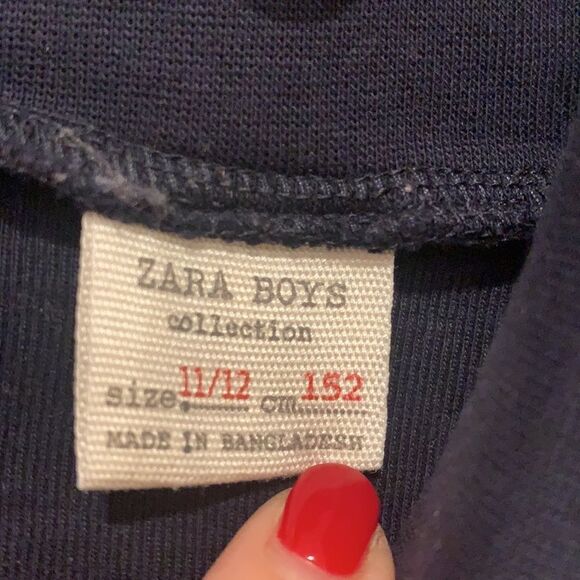 ZARA BOYS
collection
size 11/12 cm 152
MADE IN BANGLADESH